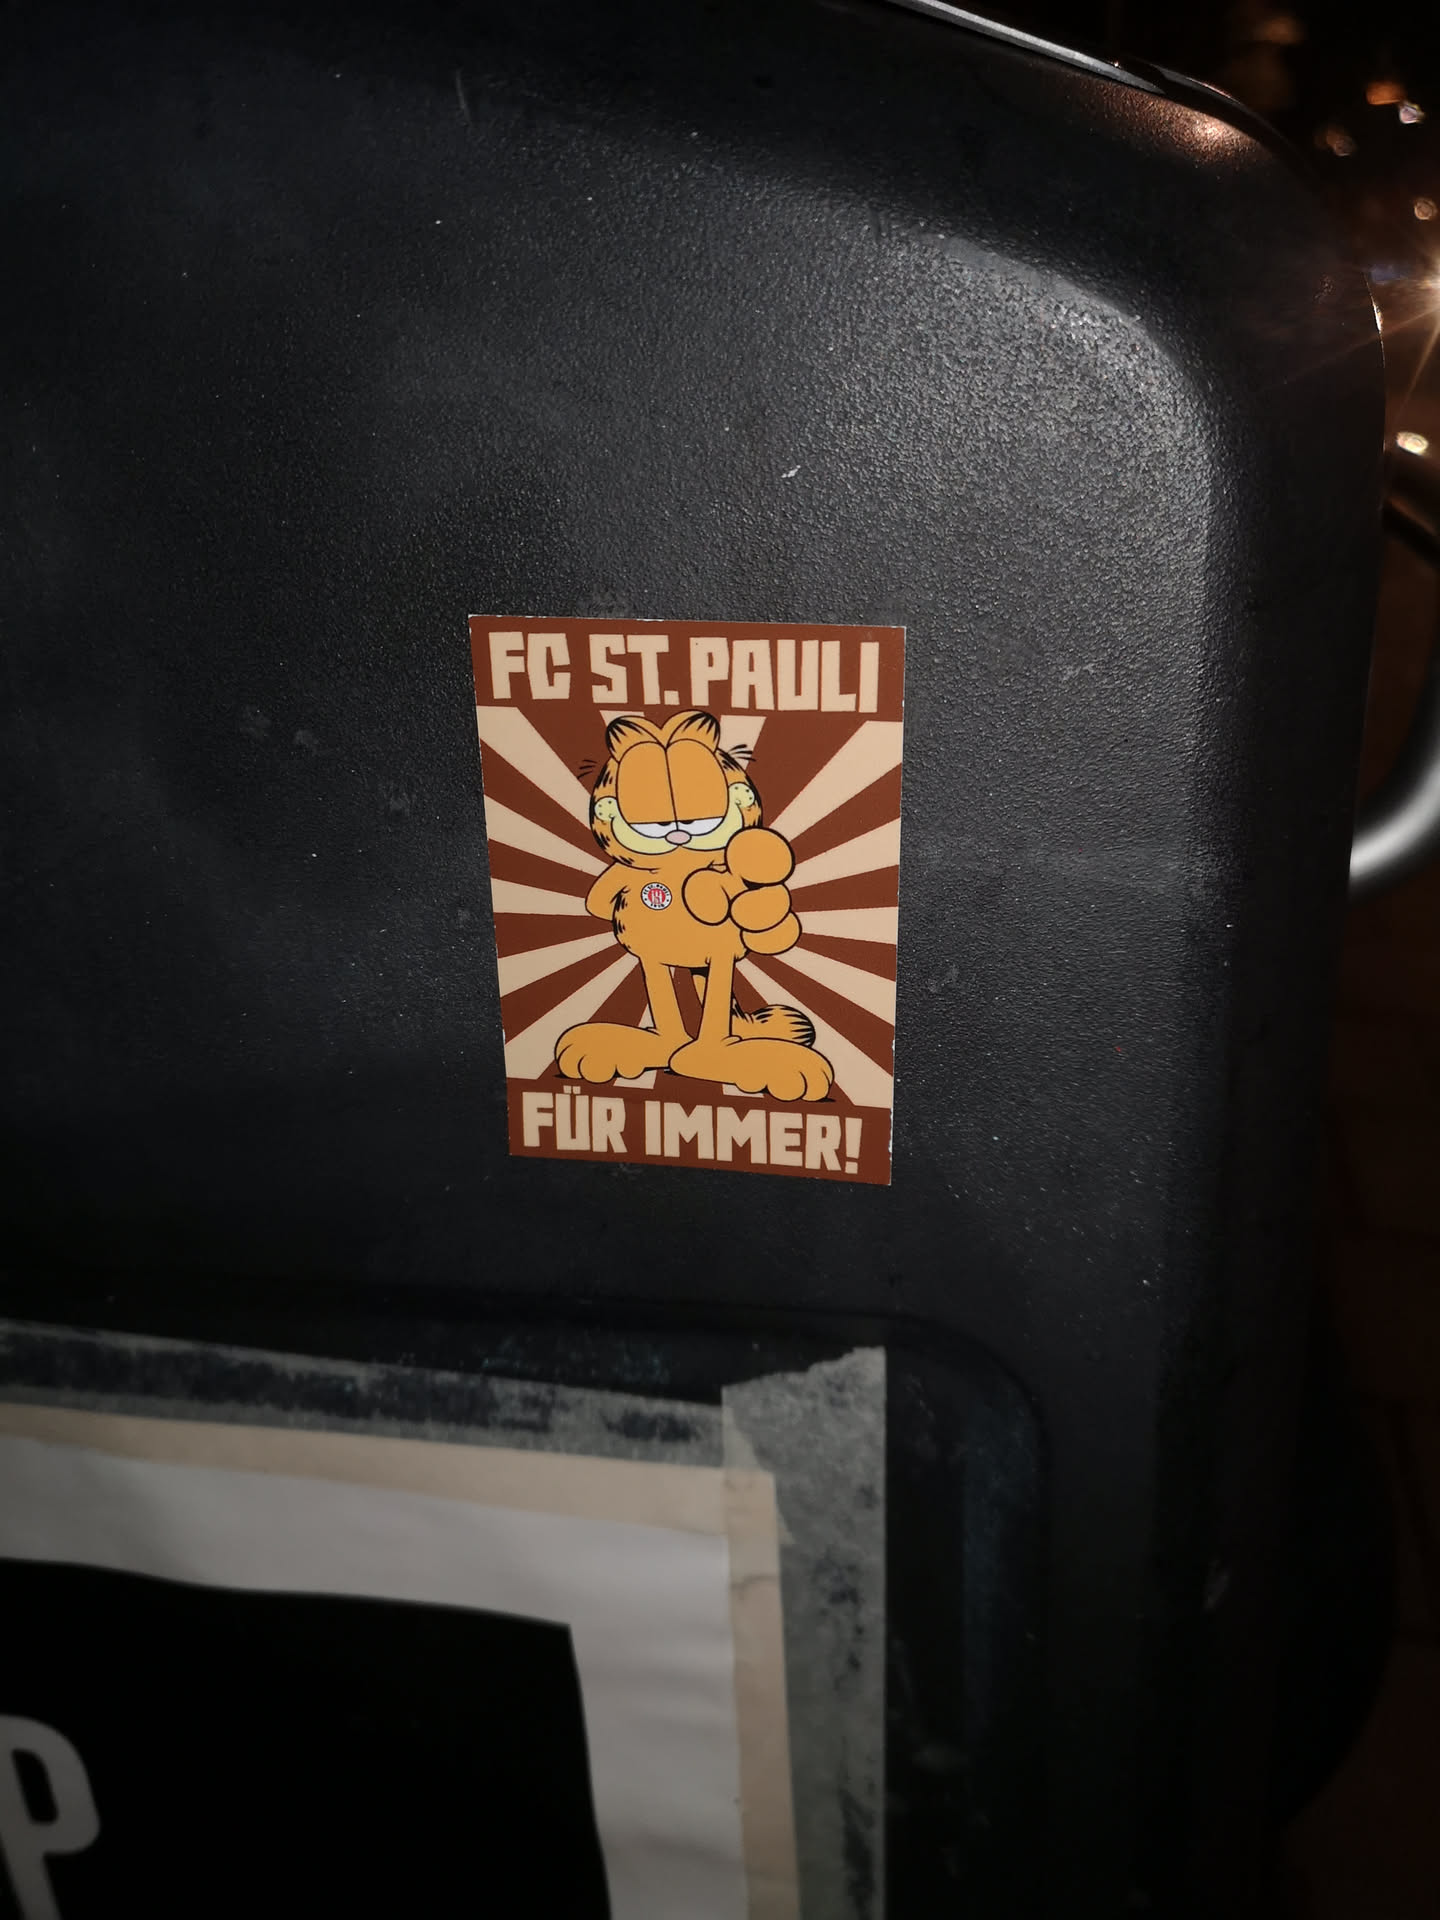 FC ST. PAULI
FÜR IMMER!
P